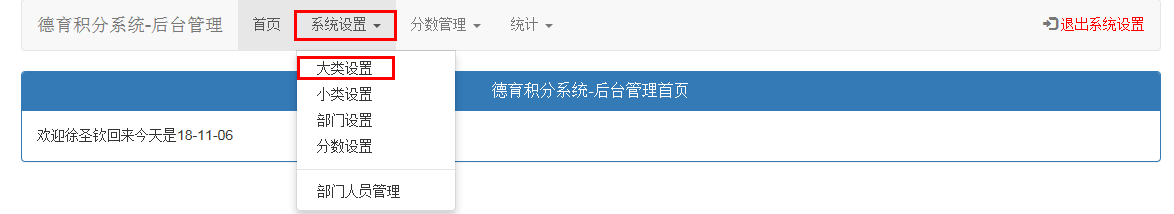 德育积分系统-后台管理 首页 系统设置 分数管理 统计 退出系统设置
大类设置
德育积分系统-后台管理首页
小类设置
部门设置
欢迎徐圣钦回来今天是18-11-06
分数设置
部门人员管理